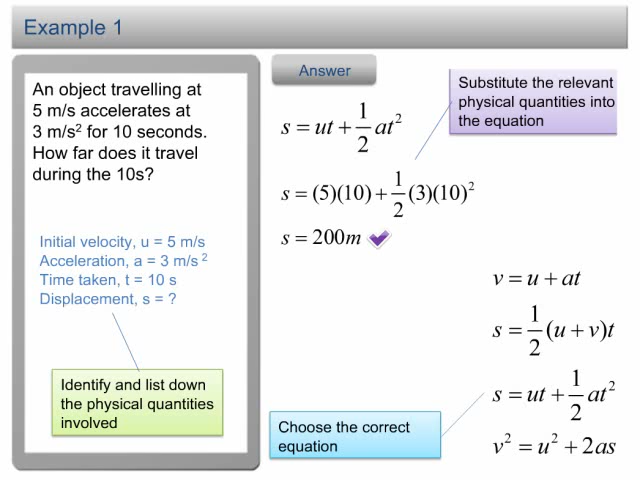 Example 1
An object travelling at
5 m/s accelerates at
3 m/s² for 10 seconds.
How far does it travel
during the 10s?
Initial velocity, u = 5 m/s
Acceleration, a = 3 m/s ²
Time taken, t = 10 s
Displacement, s = ?
Identify and list down
the physical quantities
involved
Answer
s = ut + 1/2 at²
Substitute the relevant
physical quantities into
the equation
s = (5)(10) + 1/2 (3)(10)²
s = 200m
v = u + at
s = 1/2 (u + v)t
s = ut + 1/2 at²
v² = u² + 2as
Choose the correct
equation